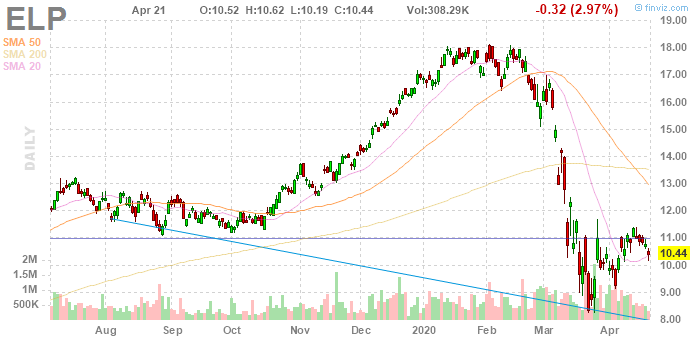 ELP Apr 21 O:10.52 H:10.62 L:10.19 C:10.44 Vol:308.29K -0.32 (2.97%) © finviz.com
SMA 50
SMA 200
SMA 20
DAILY
19.00
18.00
17.00
16.00
15.00
14.00
13.00
12.00
11.00
10.44
10.00
9.00
8.00
2M
1.5M
1M
500K
Aug Sep Oct Nov Dec 2020 Feb Mar Apr